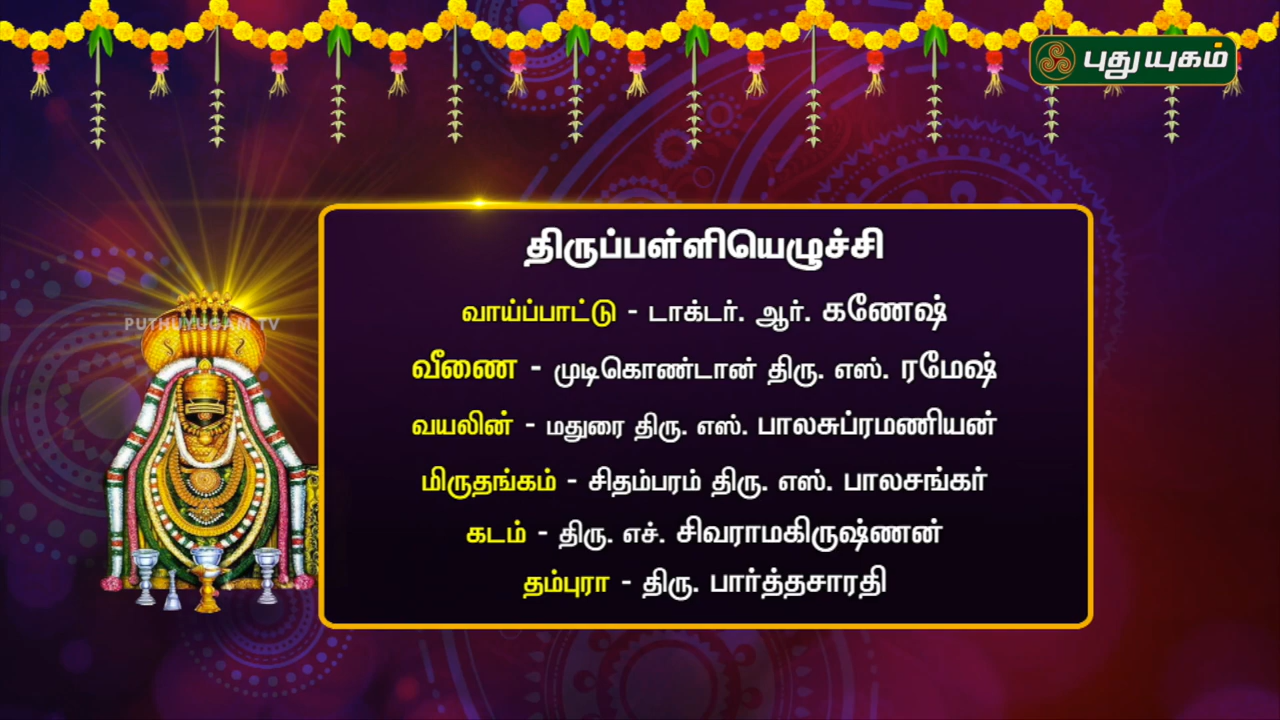 புதுயுகம்
திருப்பள்ளியெழுச்சி
வாய்ப்பாட்டு - டாக்டர். ஆர். கணேஷ்
PUTHUYUGAM TV
வீணை - முடிகொண்டான் திரு. எஸ். ரமேஷ்
வயலின் - மதுரை திரு. எஸ். பாலசுப்ரமணியன்
மிருதங்கம் - சிதம்பரம் திரு. எஸ். பாலசங்கர்
கடம் - திரு. எச். சிவராமகிருஷ்ணன்
தம்புரா - திரு. பார்த்தசாரதி